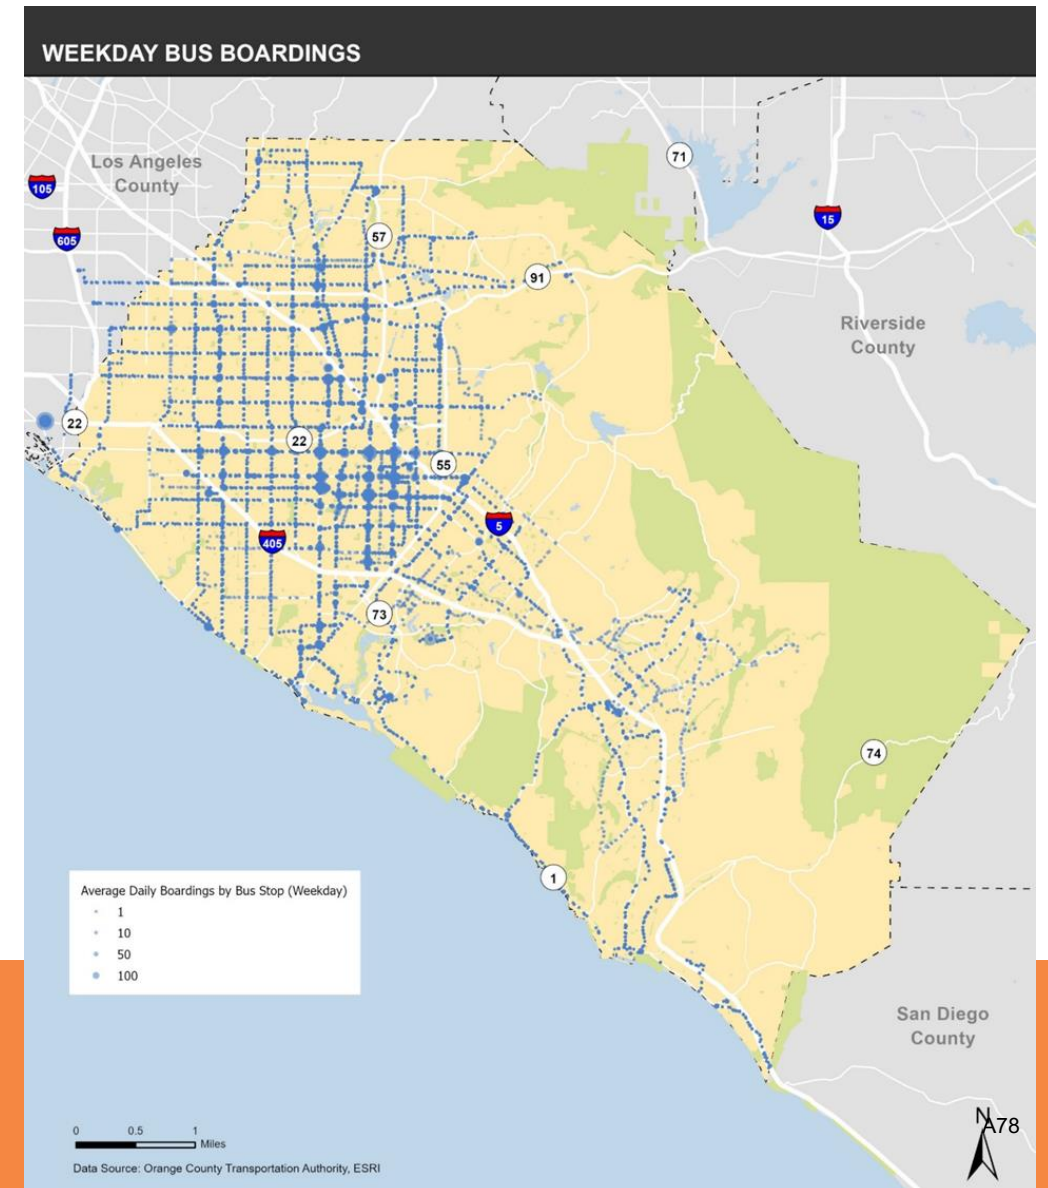 WEEKDAY BUS BOARDINGS
Los Angeles
County
71
105
15
605
57
91
Riverside
County
22
22
55
5
405
73
74
1
Average Daily Boardings by Bus Stop (Weekday)
1
10
50
100
San Diego
County
N
A78
0 0.5 1
Miles
Data Source: Orange County Transportation Authority, ESRI